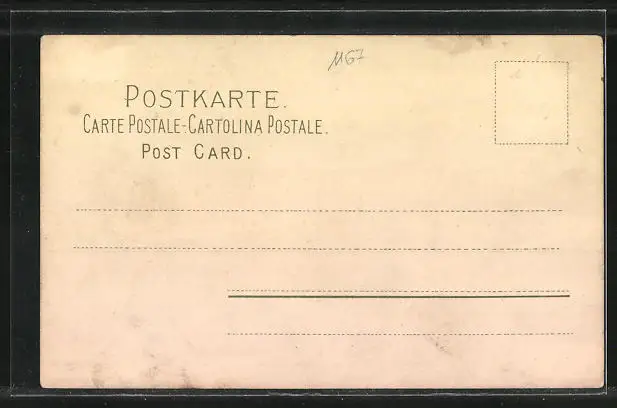 1167
POSTKARTE.
CARTE POSTALE-CARTOLINA POSTALE.
POST CARD.